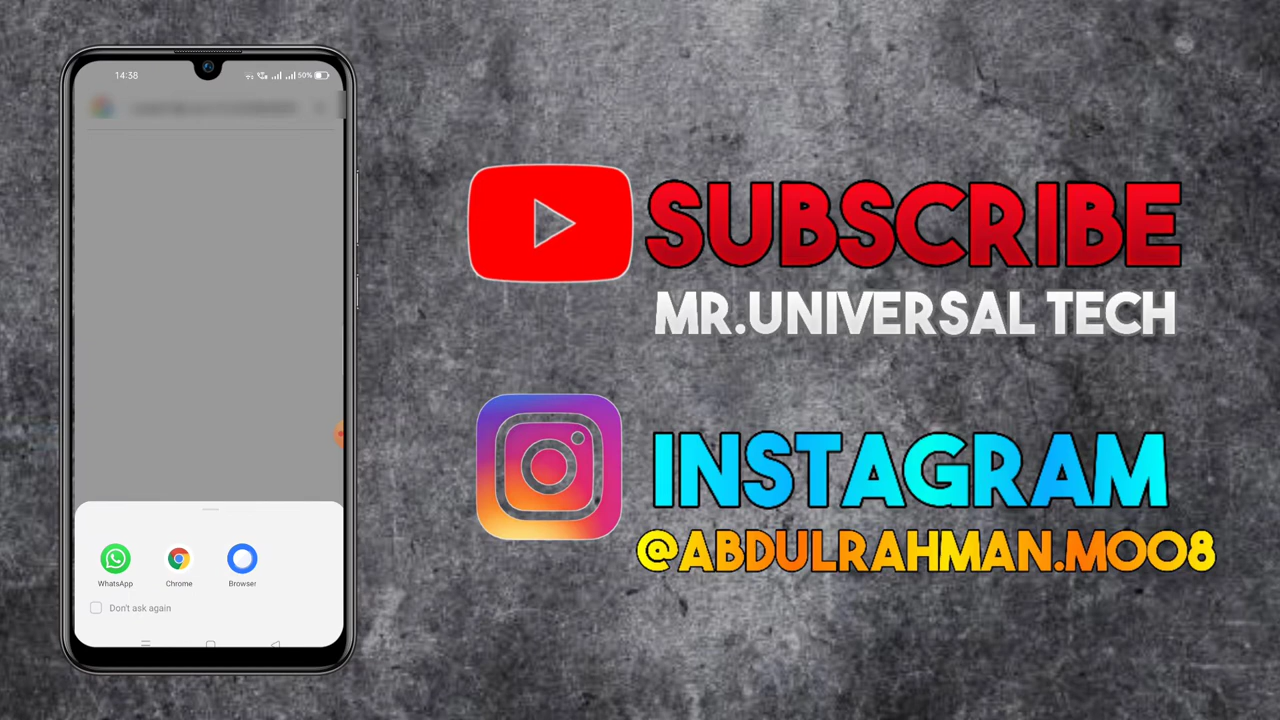 14:38
50%
WhatsApp
Chrome
Browser
Don't ask again
SUBSCRIBE
MR.UNIVERSAL TECH
INSTAGRAM
@ABDULRAHMAN.MOO8